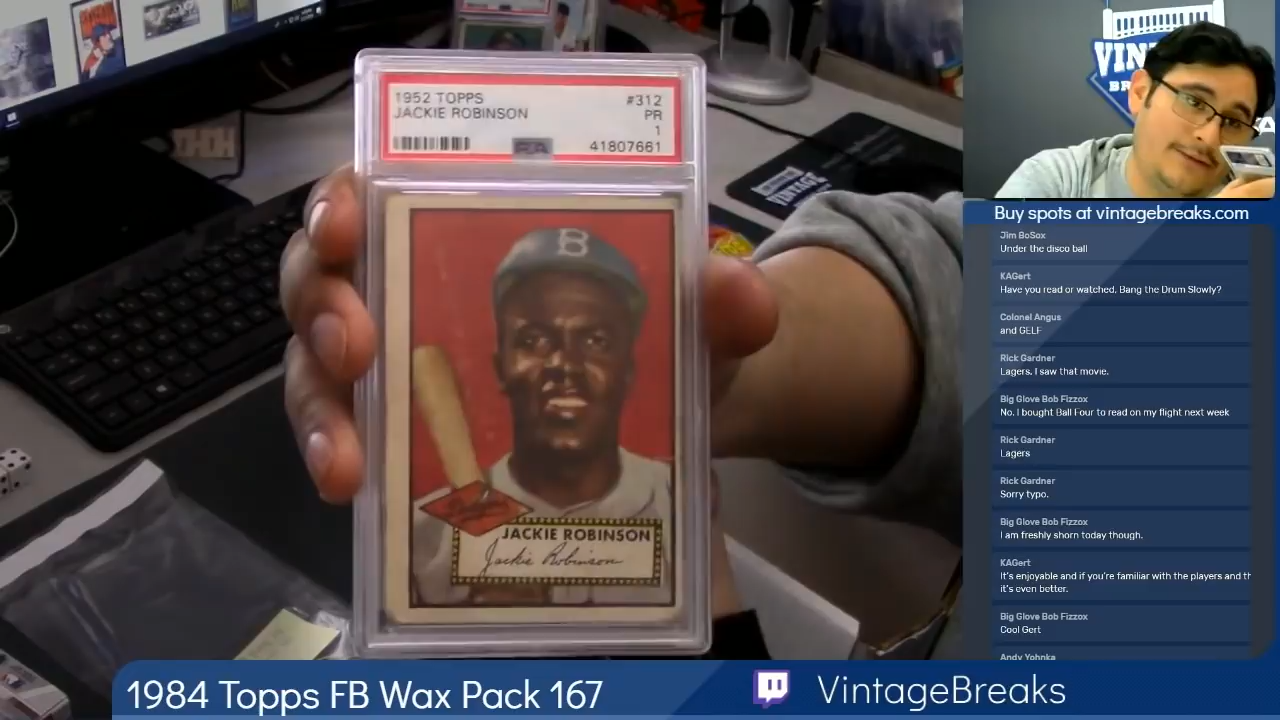 1952 TOPPS
JACKIE ROBINSON
#312
PR
1
41807661
B
JACKIE ROBINSON
Jackie Robinson
VINTAGE
Buy spots at vintagebreaks.com
Jim BoSox
Under the disco ball
KAGert
Have you read or watched, Bang the Drum Slowly?
Colonel Angus
and GELF
Rick Gardner
Lagers, I saw that movie.
Big Glove Bob Fizzox
No. I bought Ball Four to read on my flight next week
Rick Gardner
Lagers
Rick Gardner
Sorry typo.
Big Glove Bob Fizzox
I am freshly shorn today though.
KAGert
It's enjoyable and if you're familiar with the players and th
it's even better.
Big Glove Bob Fizzox
Cool Gert
Andy Yohnka
1984 Topps FB Wax Pack 167
VintageBreaks